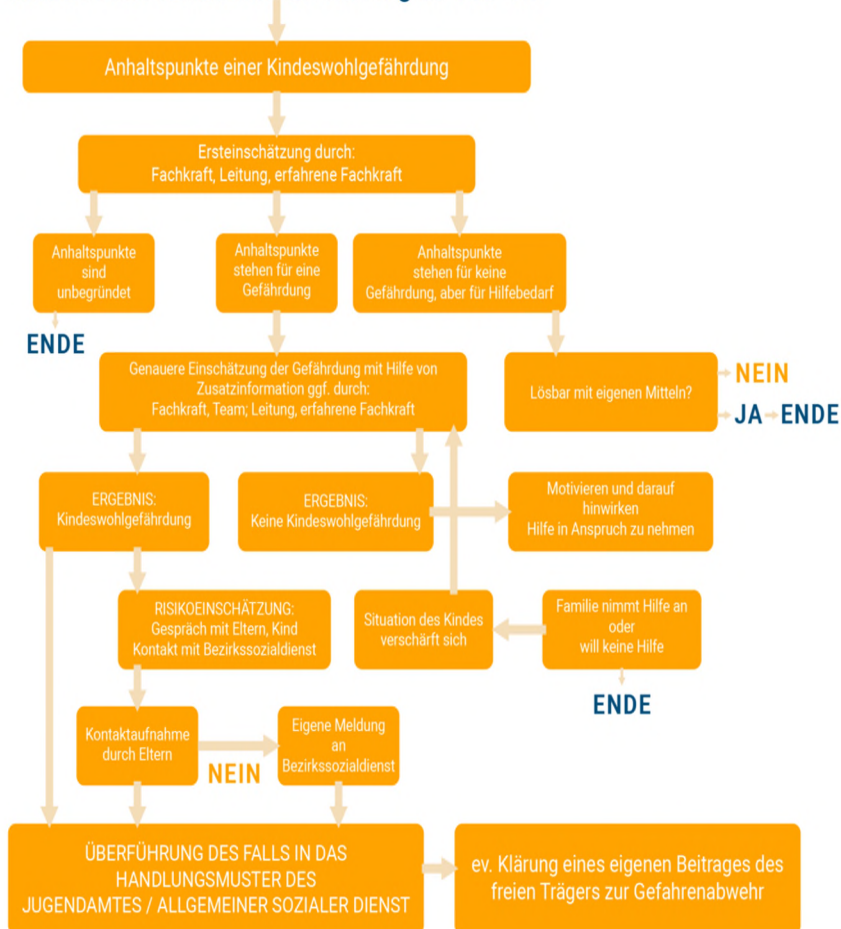 Anhaltspunkte einer Kindeswohlgefährdung
Ersteinschätzung durch:
Fachkraft, Leitung, erfahrene Fachkraft
Anhaltspunkte
sind
unbegründet
Anhaltspunkte
stehen für eine
Gefährdung
Anhaltspunkte
stehen für keine
Gefährdung, aber für Hilfebedarf
ENDE
Genauere Einschätzung der Gefährdung mit Hilfe von
Zusatzinformation ggf. durch:
Fachkraft, Team; Leitung, erfahrene Fachkraft
Lösbar mit eigenen Mitteln?
NEIN
JA
ENDE
ERGEBNIS:
Kindeswohlgefährdung
ERGEBNIS:
Keine Kindeswohlgefährdung
Motivieren und darauf
hinwirken
Hilfe in Anspruch zu nehmen
RISIKOEINSCHÄTZUNG:
Gespräch mit Eltern, Kind
Kontakt mit Bezirkssozialdienst
Situation des Kindes
verschärft sich
Familie nimmt Hilfe an
oder
will keine Hilfe
ENDE
Kontaktaufnahme
durch Eltern
NEIN
Eigene Meldung
an
Bezirkssozialdienst
ÜBERFÜHRUNG DES FALLS IN DAS
HANDLUNGSMUSTER DES
JUGENDAMTES / ALLGEMEINER SOZIALER DIENST
ev. Klärung eines eigenen Beitrages des
freien Trägers zur Gefahrenabwehr